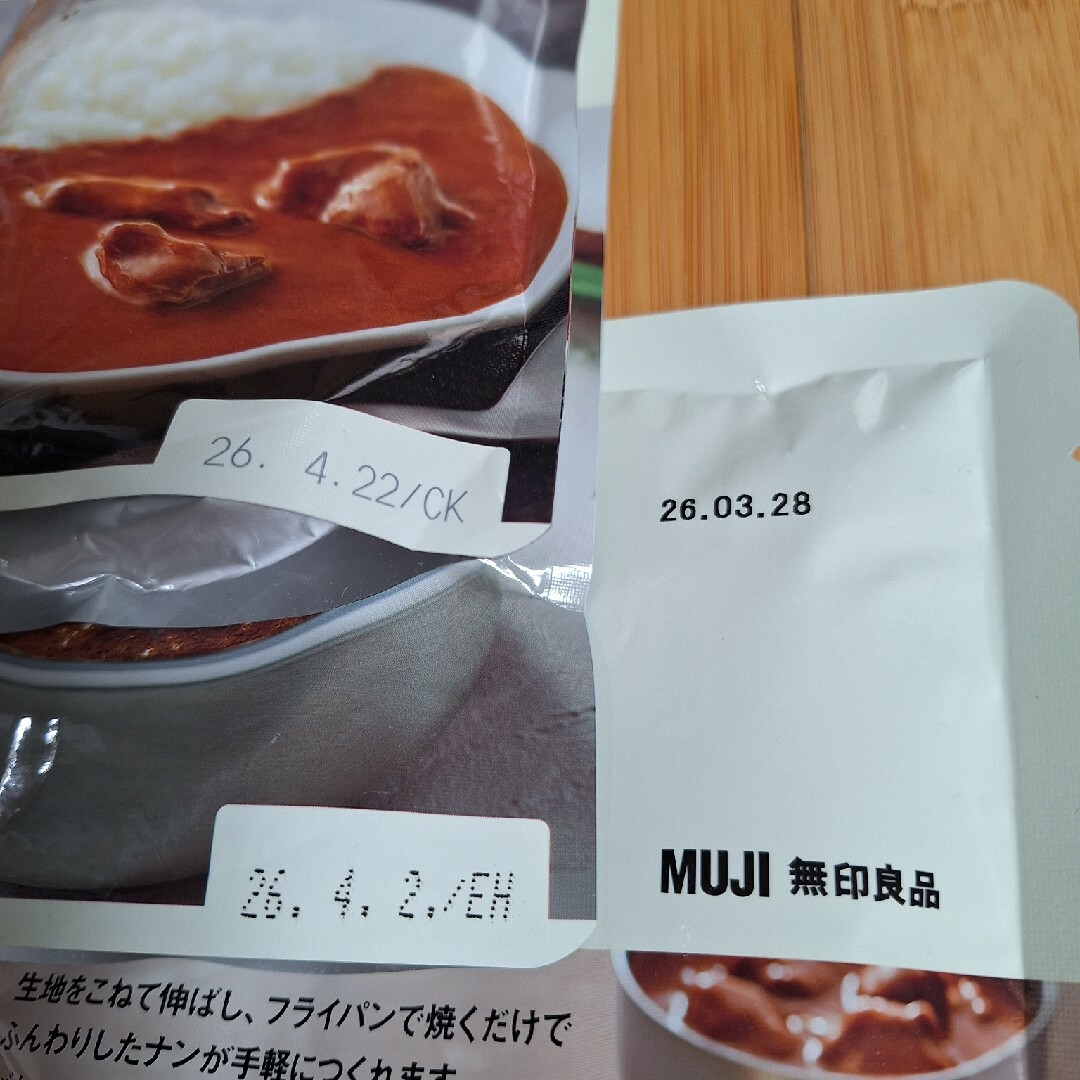 26. 4.22/CK
26.03.28
26. 4. 2./EH
MUJI 無印良品
生地をこねて伸ばし、フライパンで焼くだけで
ふんわりしたナンが手軽につくれます